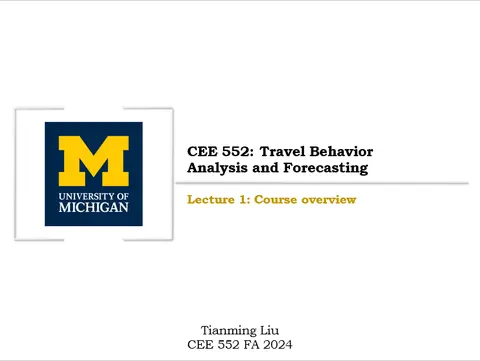 M
UNIVERSITY OF
MICHIGAN
CEE 552: Travel Behavior
Analysis and Forecasting
Lecture 1: Course overview
Tianming Liu
CEE 552 FA 2024